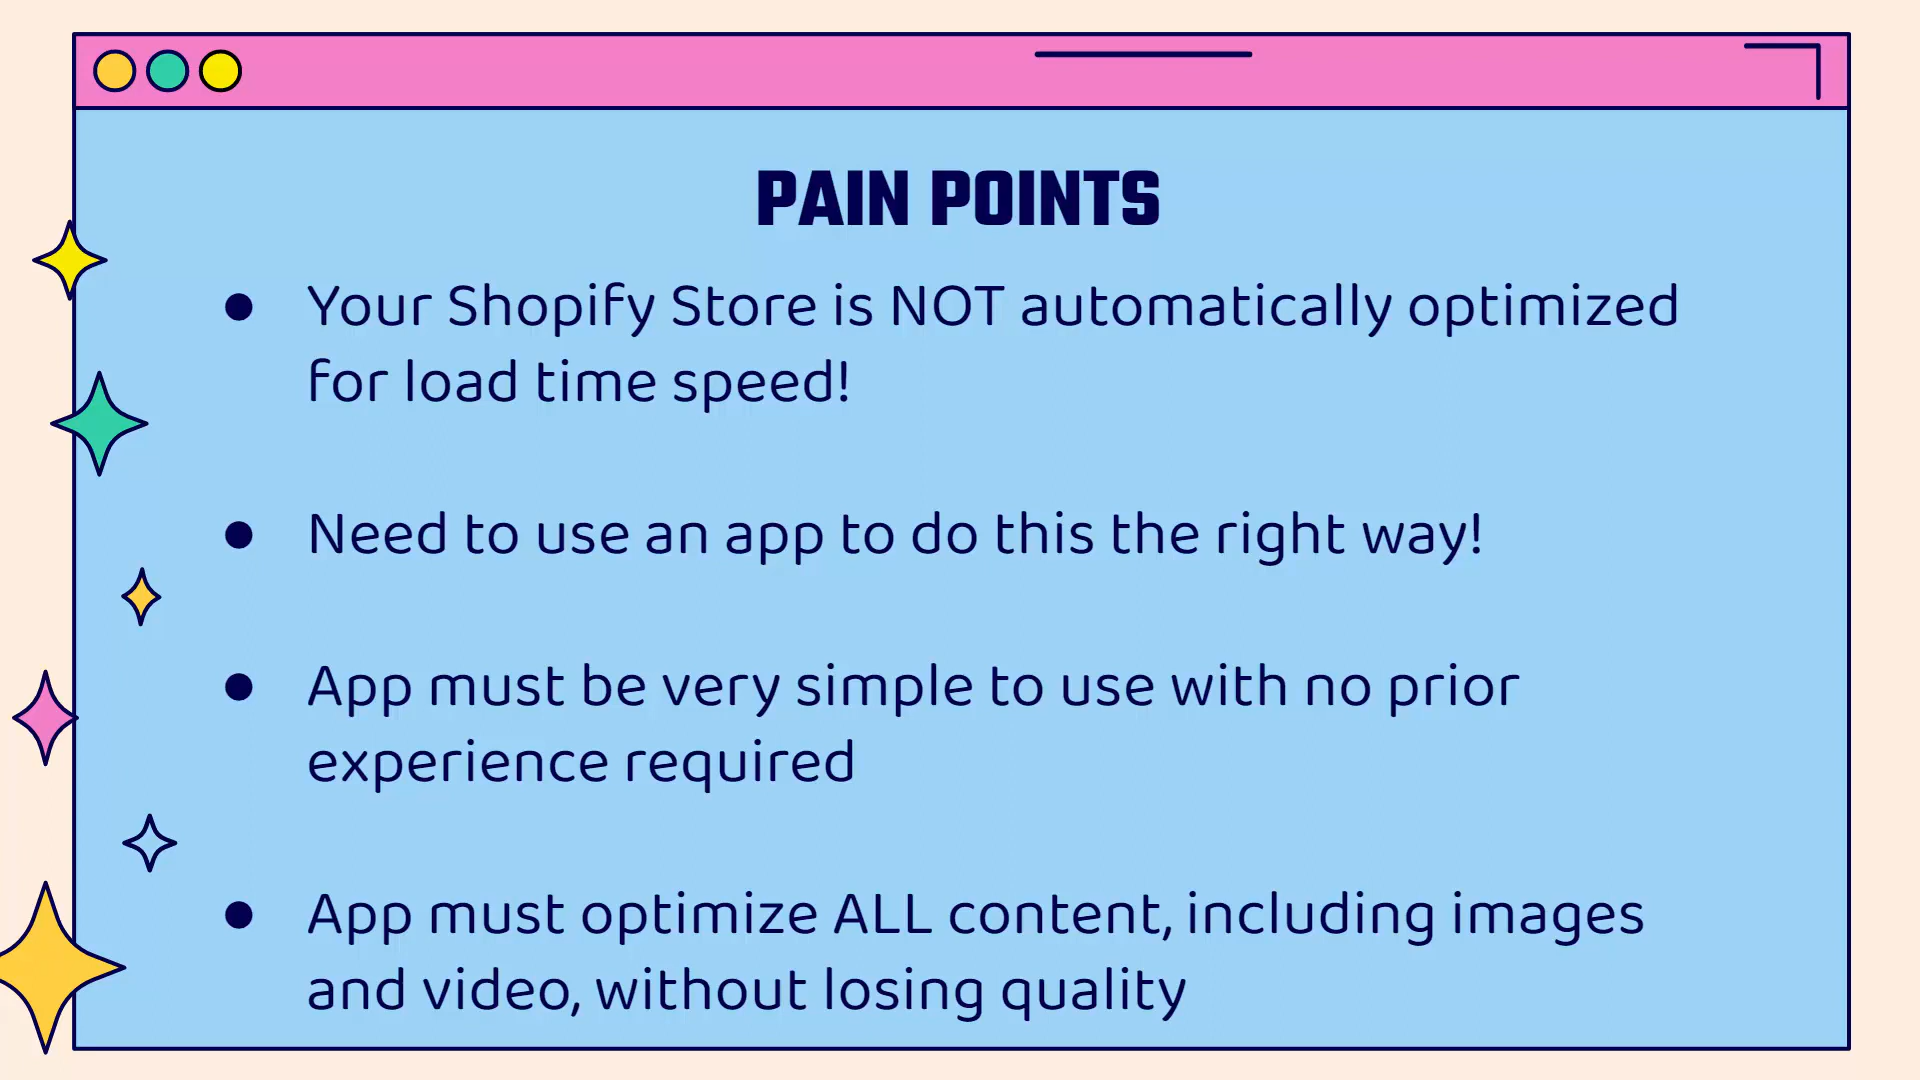 PAIN POINTS
● Your Shopify Store is NOT automatically optimized
for load time speed!
● Need to use an app to do this the right way!
● App must be very simple to use with no prior
experience required
● App must optimize ALL content, including images
and video, without losing quality